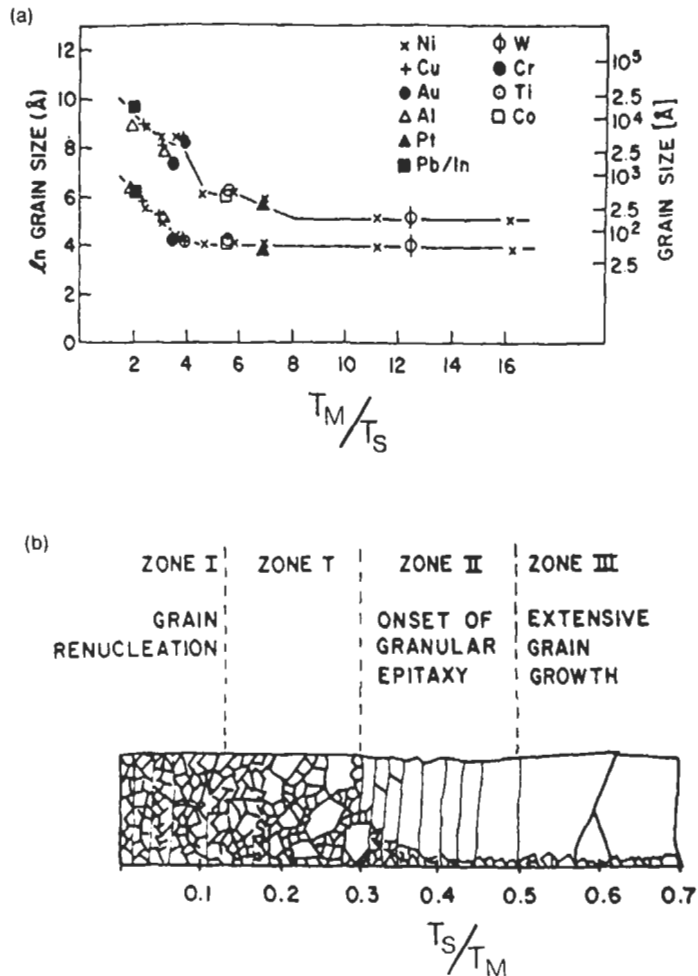 (a)
12
10
8
6
4
2
0
ln GRAIN SIZE (Å)
× Ni
+ Cu
● Au
△ Al
▲ Pt
■ Pb/In
W
Cr
Ti
Co
10⁵
2.5
10⁴
2.5
10³
2.5
10²
2.5
GRAIN SIZE [Å]
2 4 6 8 10 12 14 16
T_M/T_S
(b)
ZONE I ZONE T ZONE II ZONE III
GRAIN ONSET OF EXTENSIVE
RENUCLEATION GRANULAR GRAIN
EPITAXY GROWTH
0.1 0.2 0.3 0.4 0.5 0.6 0.7
T_S/T_M